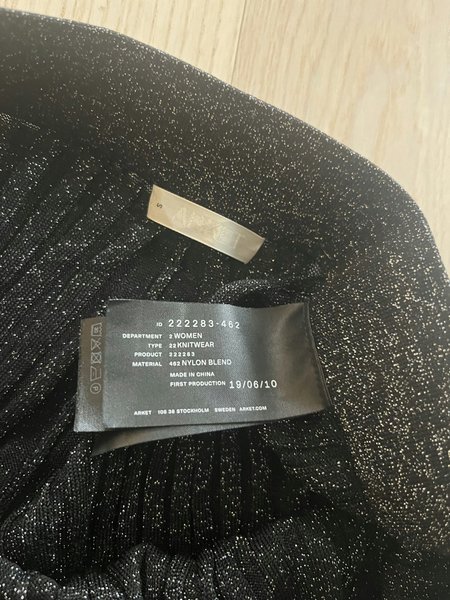 S
ARKET
ID 222283-462
DEPARTMENT 2 WOMEN
TYPE 22 KNITWEAR
PRODUCT 222283
MATERIAL 462 NYLON BLEND
MADE IN CHINA
FIRST PRODUCTION 19/06/10
ARKET 106 38 STOCKHOLM SWEDEN ARKET.COM